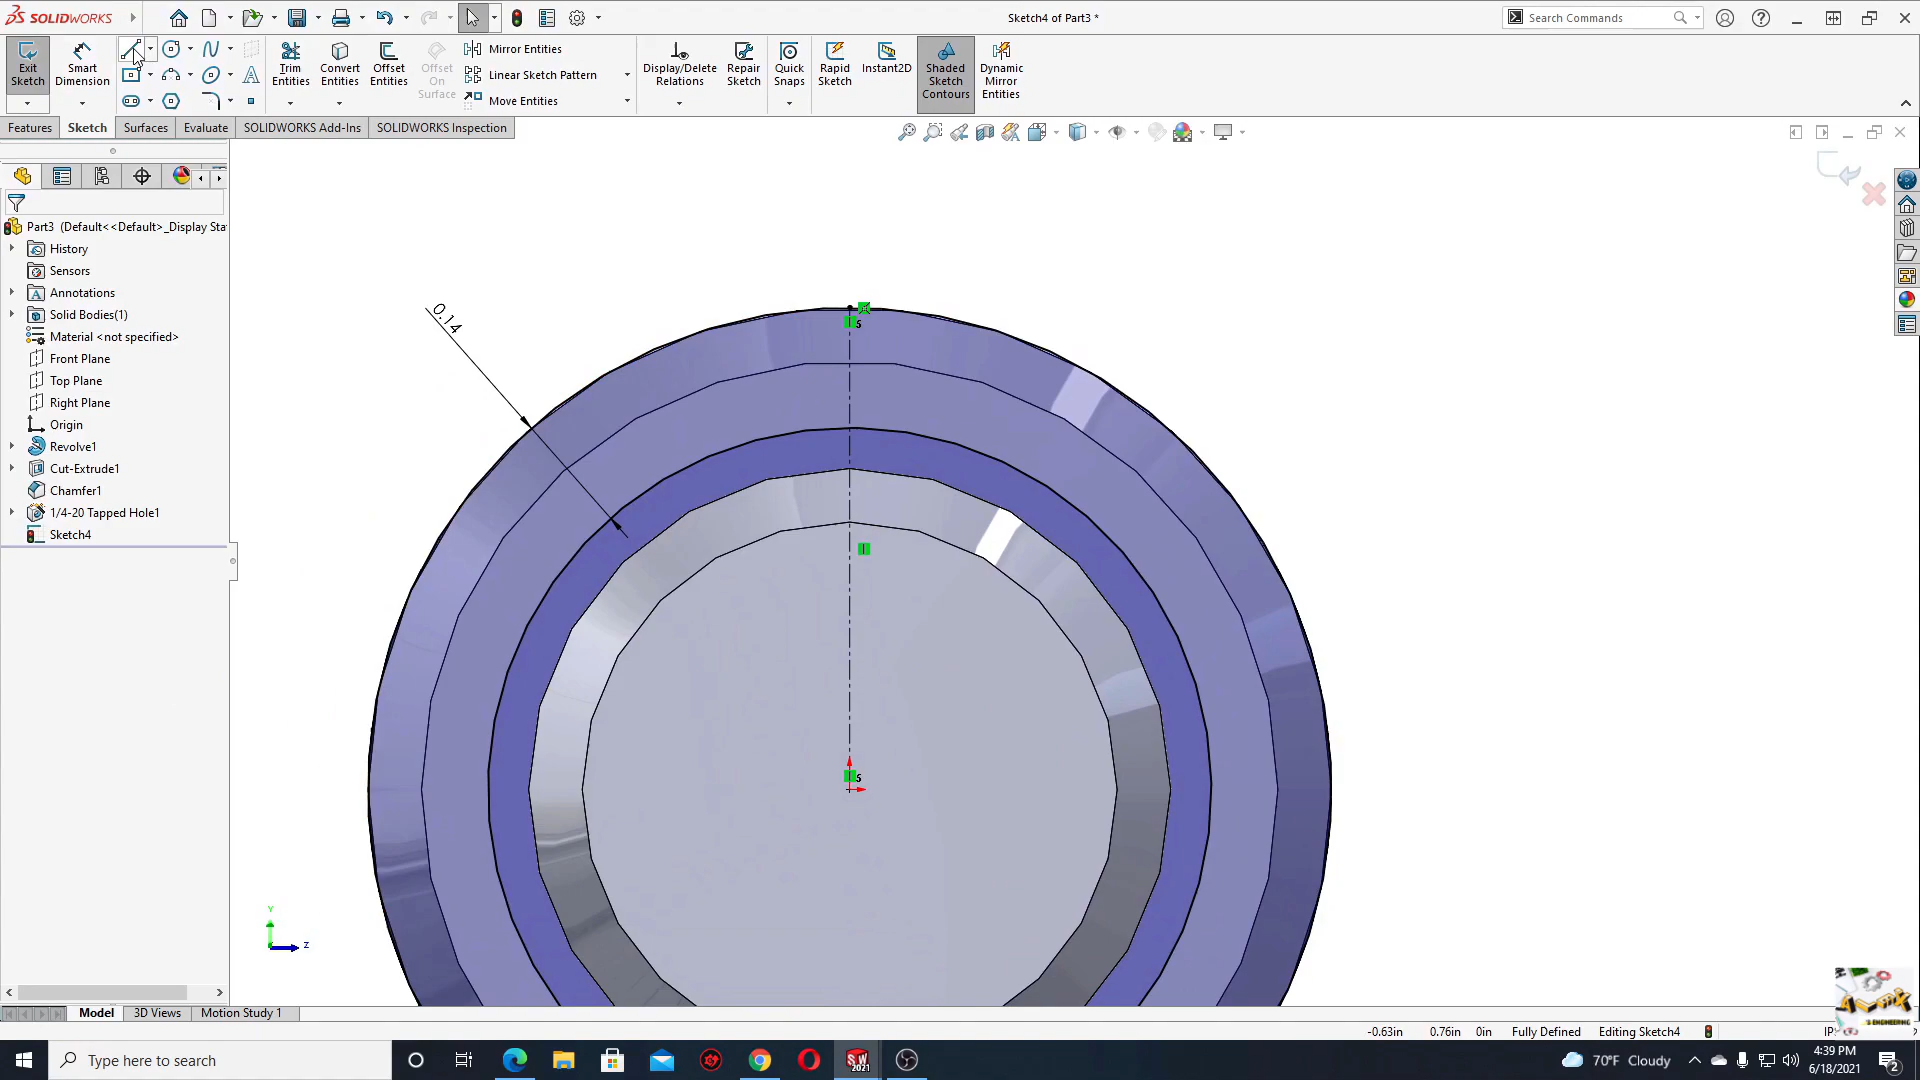 SOLIDWORKS
Sketch4 of Part3 *
Search Commands
Exit Sketch
Smart Dimension
Trim Entities
Convert Entities
Offset Entities
Offset On Surface
Mirror Entities
Linear Sketch Pattern
Move Entities
Display/Delete Relations
Repair Sketch
Quick Snaps
Rapid Sketch
Instant2D
Shaded Sketch Contours
Dynamic Mirror Entities
Features
Sketch
Surfaces
Evaluate
SOLIDWORKS Add-Ins
SOLIDWORKS Inspection
Part3 (Default<<Default>_Display Sta
History
Sensors
Annotations
Solid Bodies(1)
Material <not specified>
Front Plane
Top Plane
Right Plane
Origin
Revolve1
Cut-Extrude1
Chamfer1
1/4-20 Tapped Hole1
Sketch4
0.14
5
5
Y
Z
Model
3D Views
Motion Study 1
-0.63in
0.76in
0in
Fully Defined
Editing Sketch4
Type here to search
SW
2021
70°F Cloudy
4:39 PM
6/18/2021
2